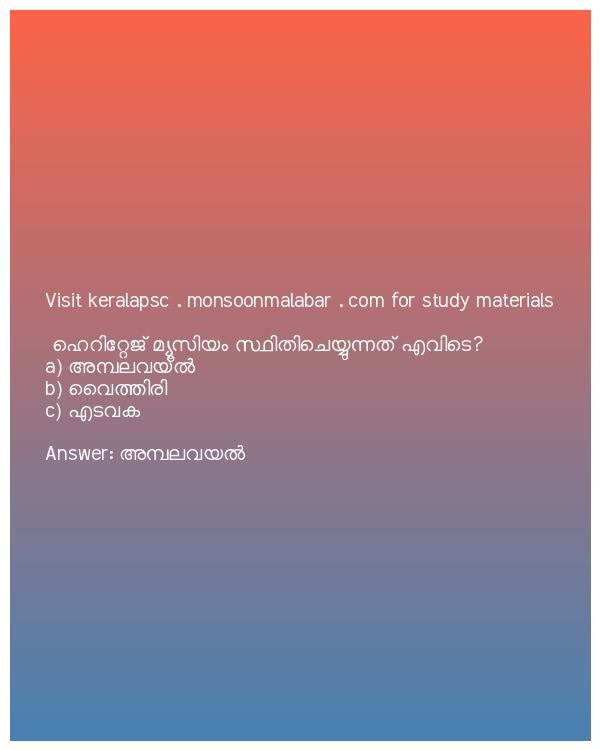 Visit keralapsc . monsoonmalabar . com for study materials
ഹെറിറ്റേജ് മ്യൂസിയം സ്ഥിതിചെയ്യുന്നത് എവിടെ?
a) അമ്പലവയൽ
b) വൈത്തിരി
c) എടവക
Answer: അമ്പലവയൽ